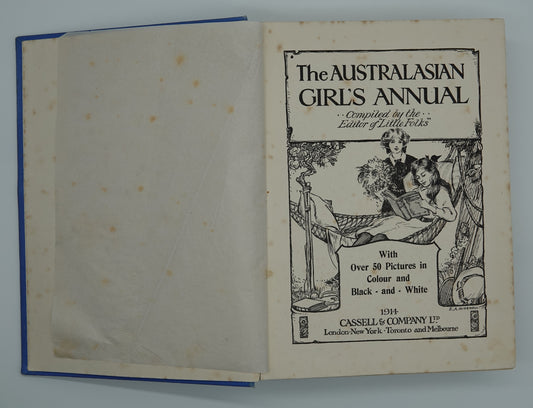 The AUSTRALASIAN
GIRL'S ANNUAL
Compiled by the
Editor of Little Folks
With
Over 50 Pictures in
Colour and
Black - and - White
1914
CASSELL & COMPANY LTD
London · New York · Toronto and Melbourne